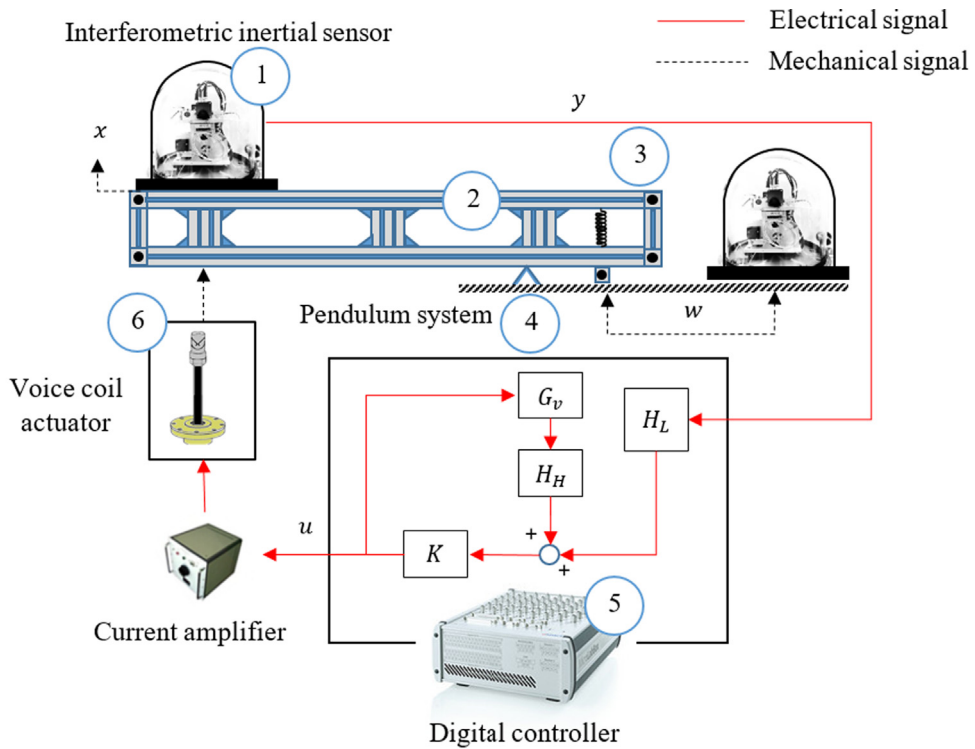 Electrical signal
Interferometric inertial sensor
Mechanical signal
1
y
x
3
2
w
Pendulum system
4
6
Voice coil
actuator
G_v
H_L
H_H
+
u
K
+
5
Current amplifier
Digital controller